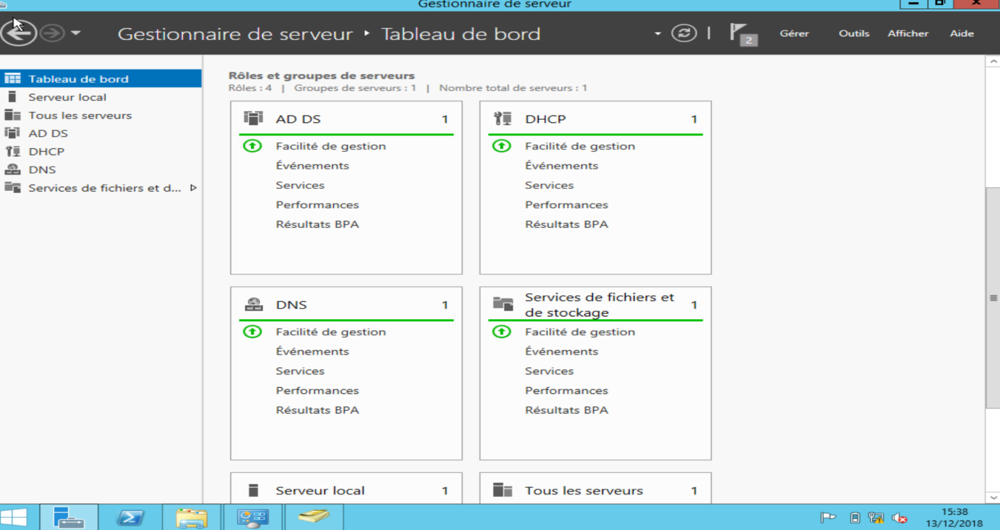 Gestionnaire de serveur
Gestionnaire de serveur ‣ Tableau de bord
2
Gérer
Outils
Afficher
Aide
Tableau de bord
Serveur local
Tous les serveurs
AD DS
DHCP
DNS
Services de fichiers et d...
Rôles et groupes de serveurs
Rôles : 4 | Groupes de serveurs : 1 | Nombre total de serveurs : 1
AD DS 1
Facilité de gestion
Événements
Services
Performances
Résultats BPA
DHCP 1
Facilité de gestion
Événements
Services
Performances
Résultats BPA
DNS 1
Facilité de gestion
Événements
Services
Performances
Résultats BPA
Services de fichiers et
de stockage 1
Facilité de gestion
Événements
Services
Performances
Résultats BPA
Serveur local 1
Tous les serveurs 1
15:38
13/12/2018